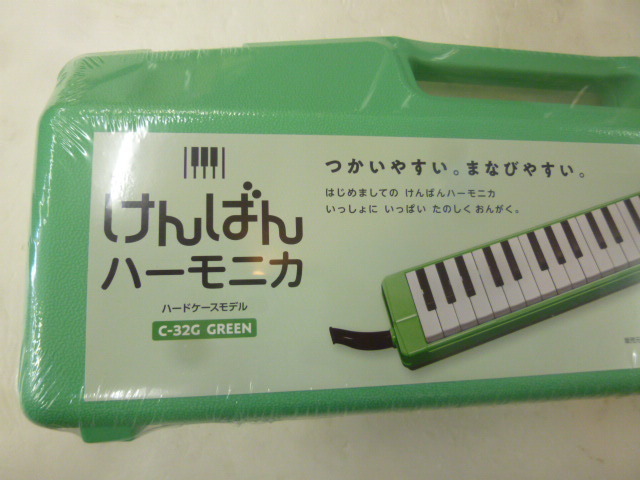 けんばん
ハーモニカ
ハードケースモデル
C-32G GREEN
つかいやすい。まなびやすい。
はじめましての けんばんハーモニカ
いっしょに いっぱい たのしく おんがく。